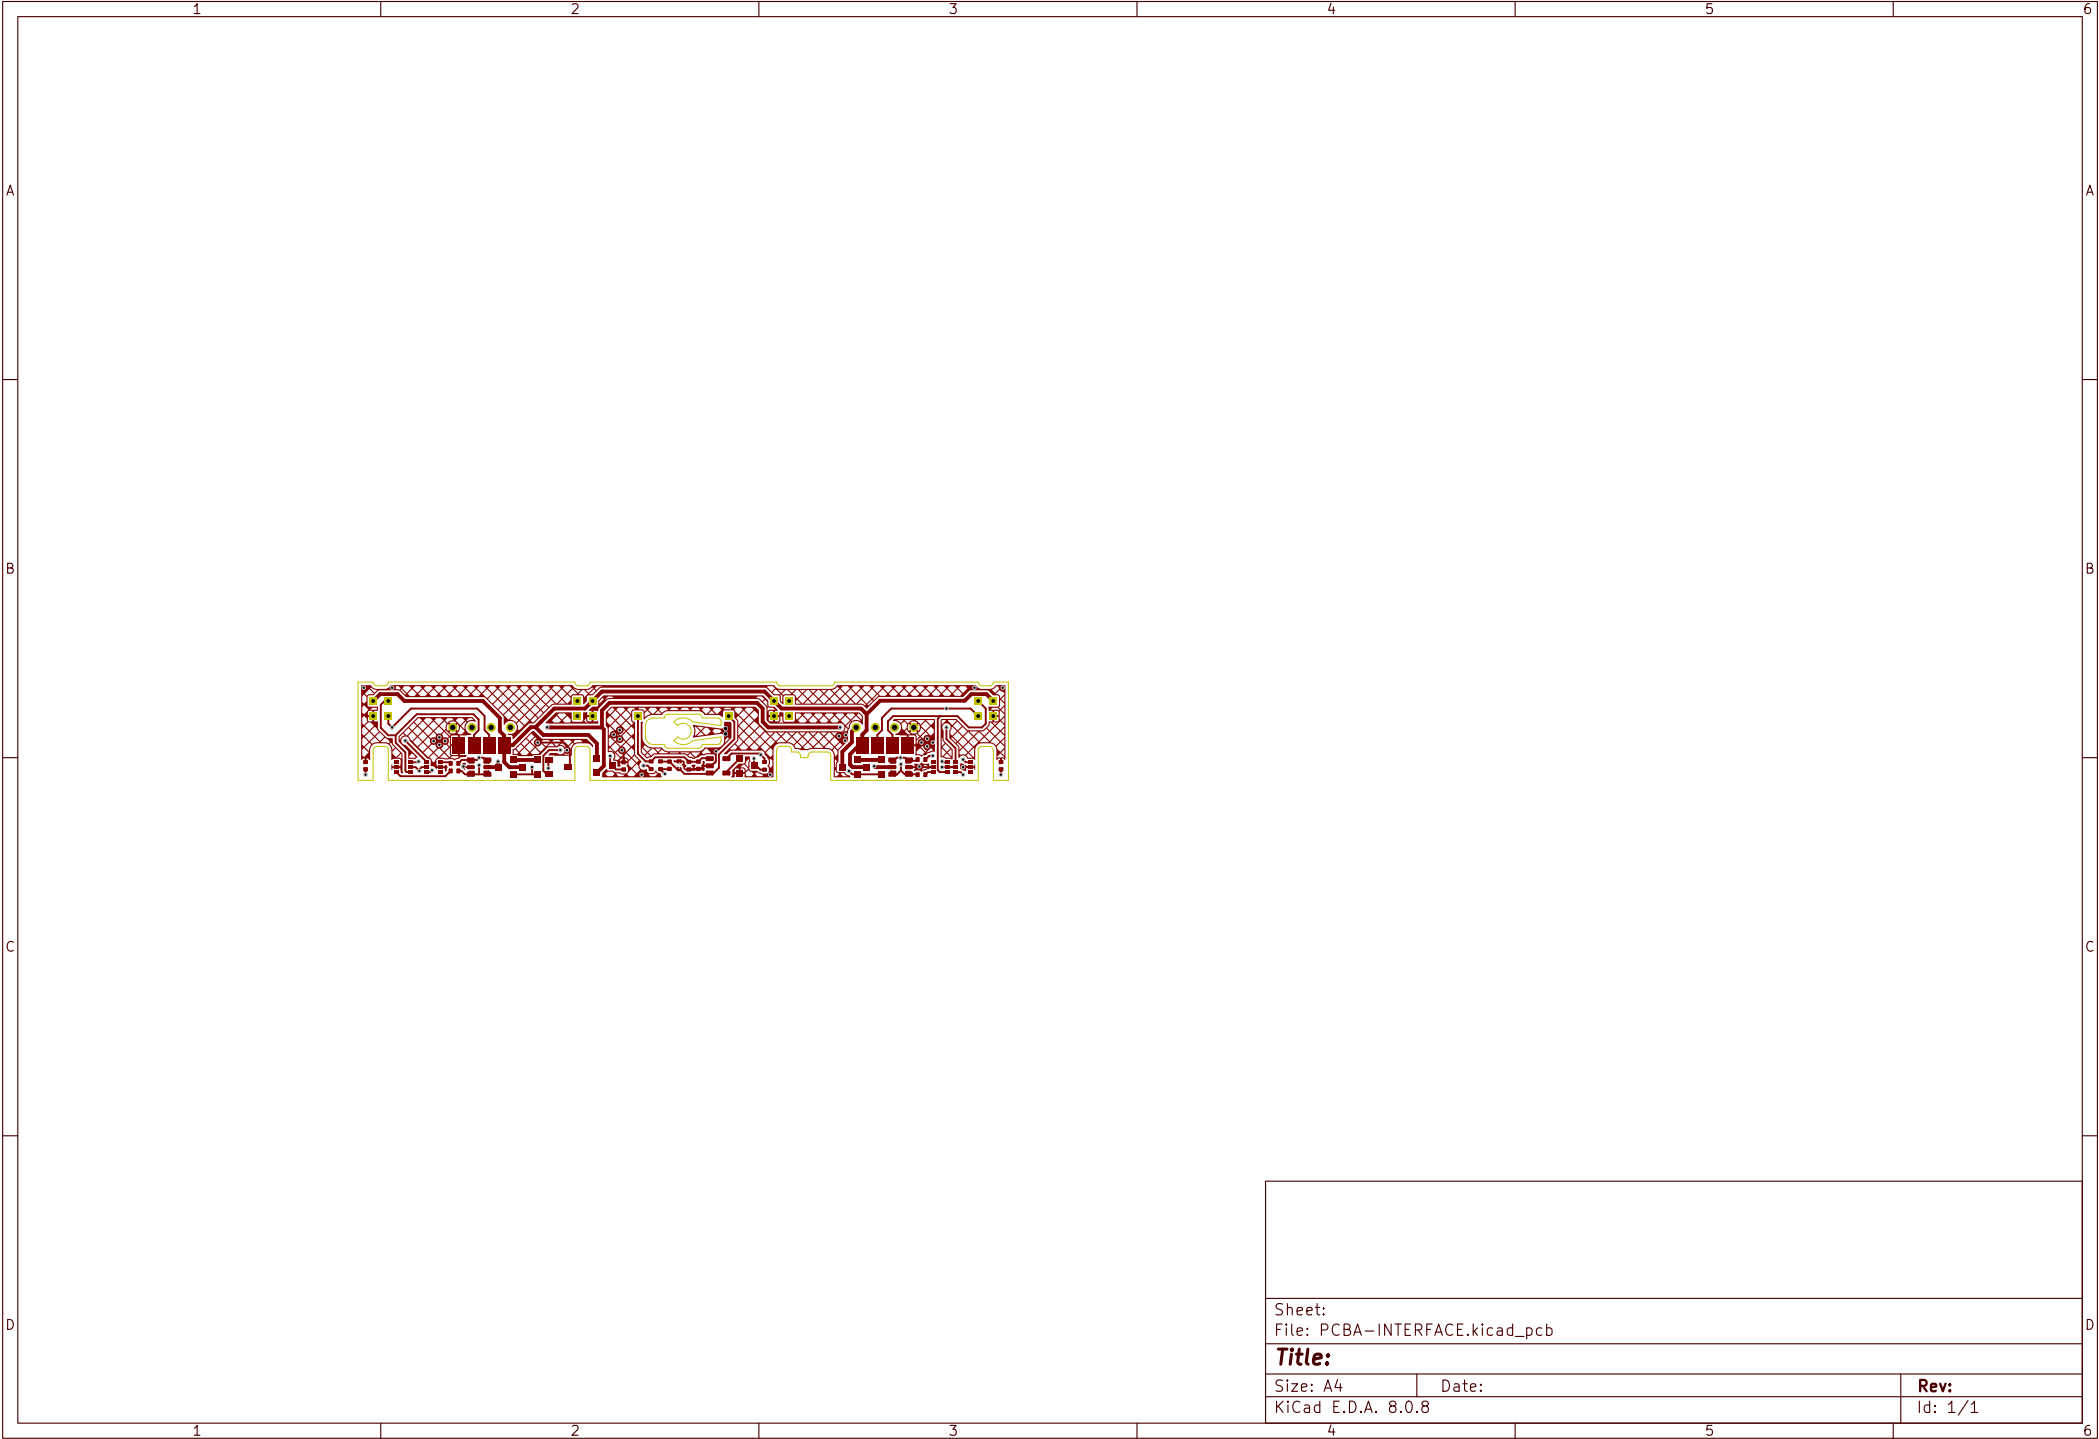 1 2 3 4 5 6
A A
B B
C C
D D
Sheet:
File: PCBA-INTERFACE.kicad_pcb
Title:
Size: A4 Date: Rev:
KiCad E.D.A. 8.0.8 Id: 1/1
1 2 3 4 5 6